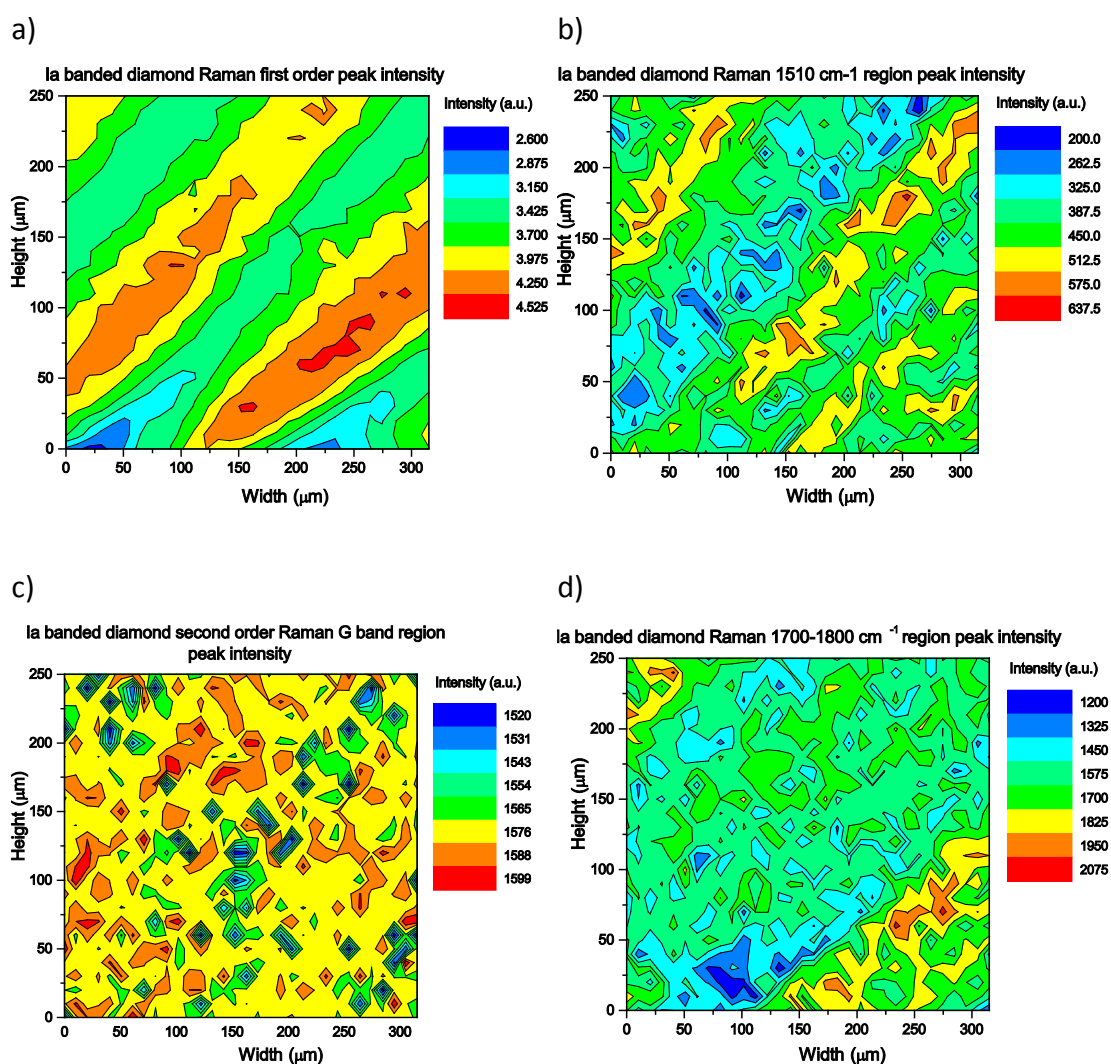 a)
Ia banded diamond Raman first order peak intensity
250
200
150
100
50
0
Height (μm)
0 50 100 150 200 250 300
Width (μm)
Intensity (a.u.)
2.600
2.875
3.150
3.425
3.700
3.975
4.250
4.525
b)
Ia banded diamond Raman 1510 cm-1 region peak intensity
250
200
150
100
50
0
Height (μm)
0 50 100 150 200 250 300
Width (μm)
Intensity (a.u.)
200.0
262.5
325.0
387.5
450.0
512.5
575.0
637.5
c)
Ia banded diamond second order Raman G band region
peak intensity
250
200
150
100
50
0
Height (μm)
0 50 100 150 200 250 300
Width (μm)
Intensity (a.u.)
1520
1531
1543
1554
1565
1576
1588
1599
d)
Ia banded diamond Raman 1700-1800 cm⁻¹ region peak intensity
250
200
150
100
50
0
Height (μm)
0 50 100 150 200 250 300
Width (μm)
Intensity (a.u.)
1200
1325
1450
1575
1700
1825
1950
2075